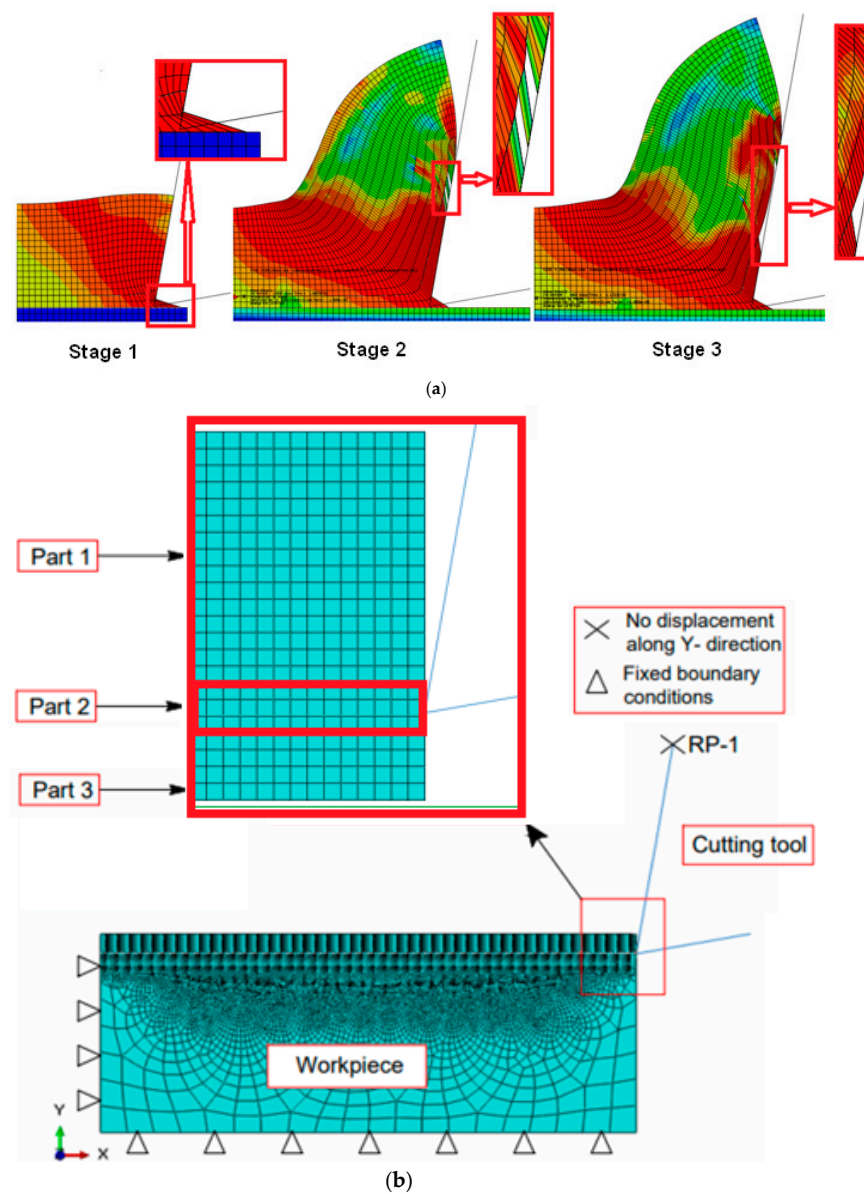 Stage 1
Stage 2
Stage 3
(a)
Part 1
Part 2
Part 3
No displacement
along Y- direction
Fixed boundary
conditions
RP-1
Cutting tool
Workpiece
Y
X
(b)